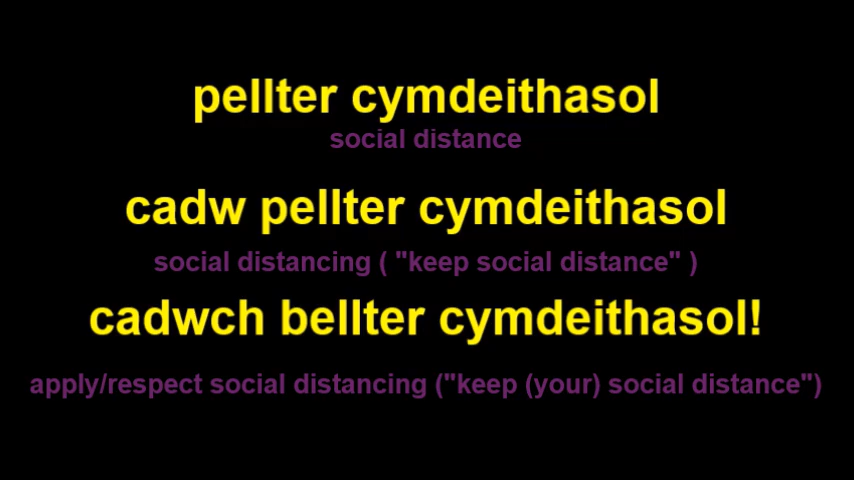 pellter cymdeithasol
social distance
cadw pellter cymdeithasol
social distancing ( "keep social distance" )
cadwch bellter cymdeithasol!
apply/respect social distancing ("keep (your) social distance")